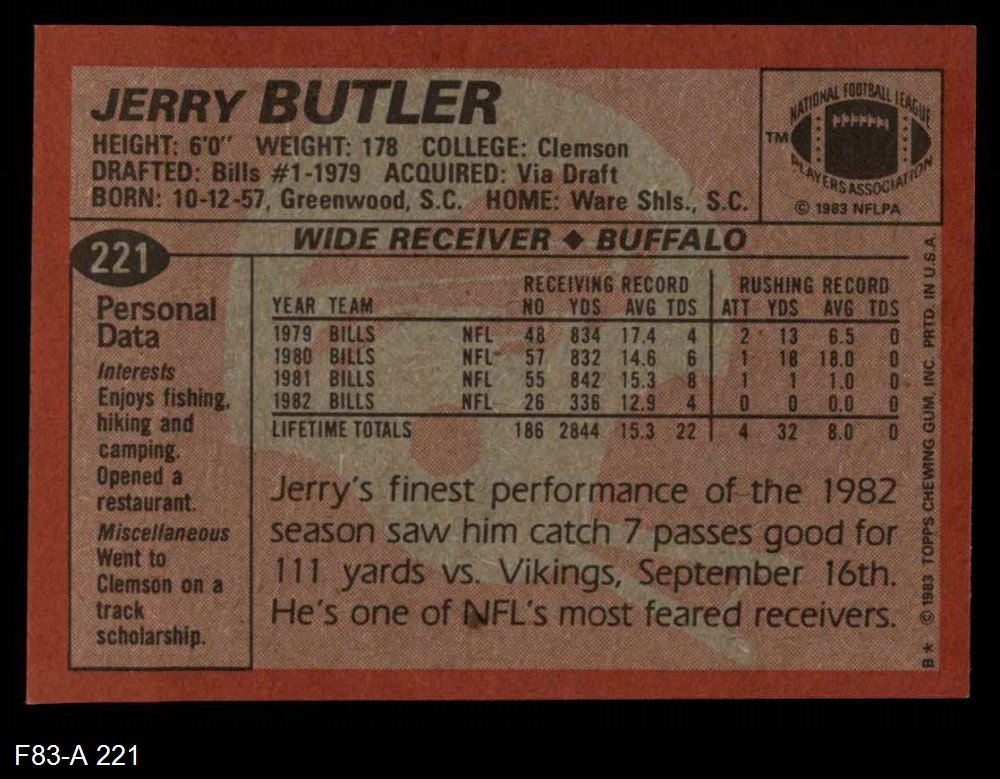 JERRY BUTLER
HEIGHT: 6'0" WEIGHT: 178 COLLEGE: Clemson
DRAFTED: Bills #1-1979 ACQUIRED: Via Draft
BORN: 10-12-57, Greenwood, S.C. HOME: Ware Shls., S.C.
NATIONAL FOOTBALL LEAGUE
TM
PLAYERS ASSOCIATION
© 1983 NFLPA
221
WIDE RECEIVER ◆ BUFFALO
Personal
Data
Interests
Enjoys fishing,
hiking and
camping.
Opened a
restaurant.
Miscellaneous
Went to
Clemson on a
track
scholarship.
RECEIVING RECORD RUSHING RECORD
YEAR TEAM NO YDS AVG TDS ATT YDS AVG TDS
1979 BILLS NFL 48 834 17.4 4 2 13 6.5 0
1980 BILLS NFL 57 832 14.6 6 1 18 18.0 0
1981 BILLS NFL 55 842 15.3 8 1 1 1.0 0
1982 BILLS NFL 26 336 12.9 4 0 0 0.0 0
LIFETIME TOTALS 186 2844 15.3 22 4 32 8.0 0
Jerry's finest performance of the 1982
season saw him catch 7 passes good for
111 yards vs. Vikings, September 16th.
He's one of NFL's most feared receivers.
B* © 1983 TOPPS CHEWING GUM, INC. PRTD. IN U.S.A.
F83-A 221